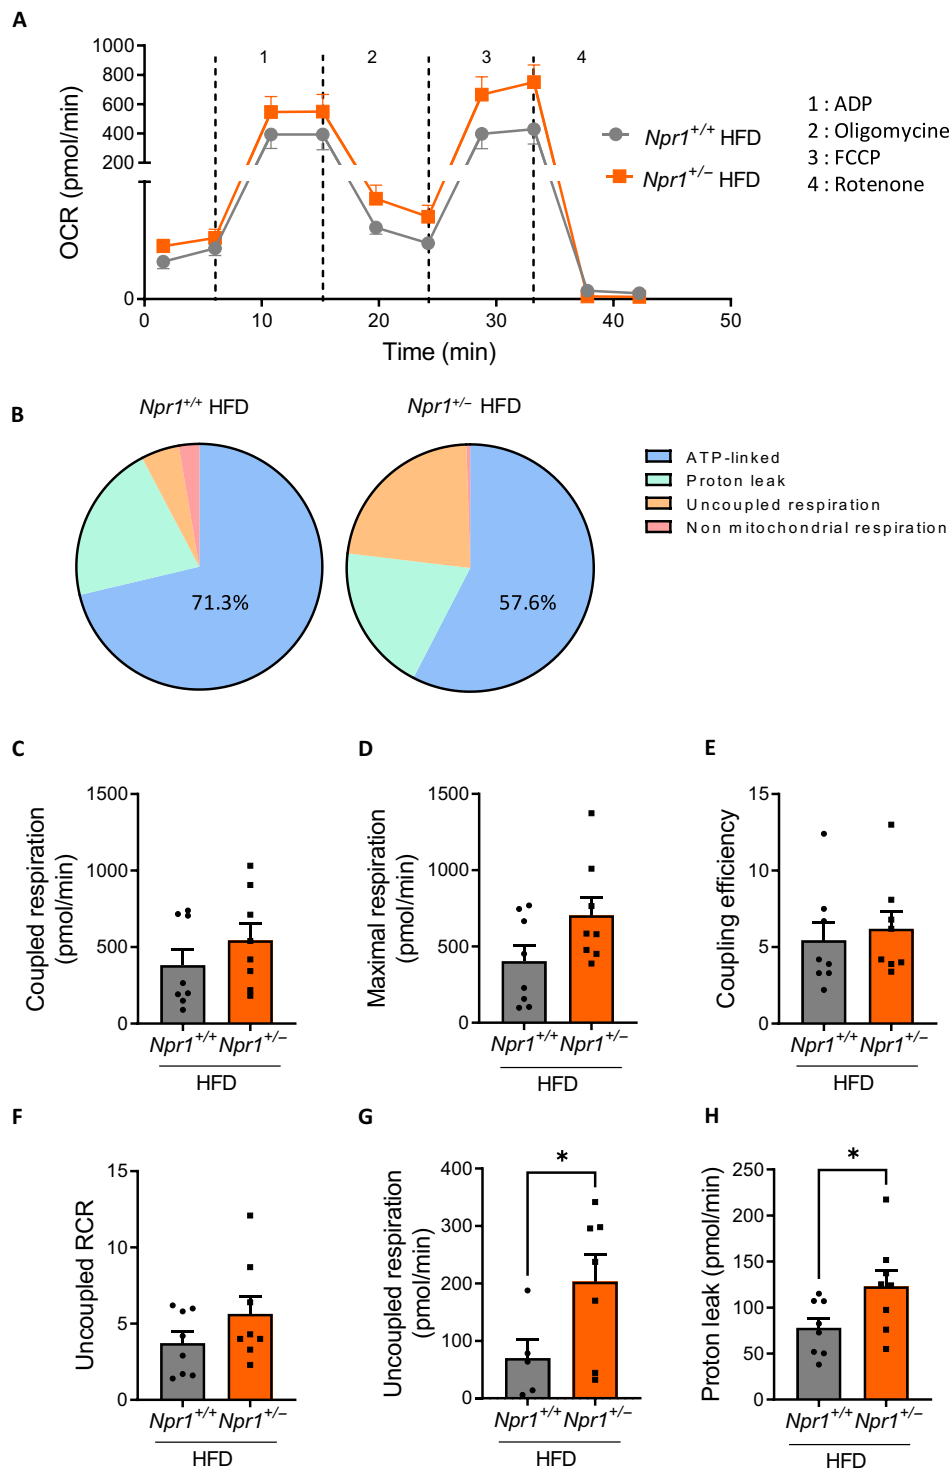 A
1000
800
600
400
200
0
OCR (pmol/min)
1
2
3
4
0
10
20
30
40
50
Time (min)
Npr1+/+ HFD
Npr1+/− HFD
1 : ADP
2 : Oligomycine
3 : FCCP
4 : Rotenone
B
Npr1+/+ HFD
Npr1+/− HFD
71.3%
57.6%
ATP-linked
Proton leak
Uncoupled respiration
Non mitochondrial respiration
C
Coupled respiration
(pmol/min)
1500
1000
500
0
Npr1+/+ Npr1+/−
HFD
D
Maximal respiration
(pmol/min)
1500
1000
500
0
Npr1+/+ Npr1+/−
HFD
E
Coupling efficiency
15
10
5
0
Npr1+/+ Npr1+/−
HFD
F
Uncoupled RCR
15
10
5
0
Npr1+/+ Npr1+/−
HFD
G
Uncoupled respiration
(pmol/min)
400
300
200
100
0
*
Npr1+/+ Npr1+/−
HFD
H
Proton leak (pmol/min)
250
200
150
100
50
0
*
Npr1+/+ Npr1+/−
HFD